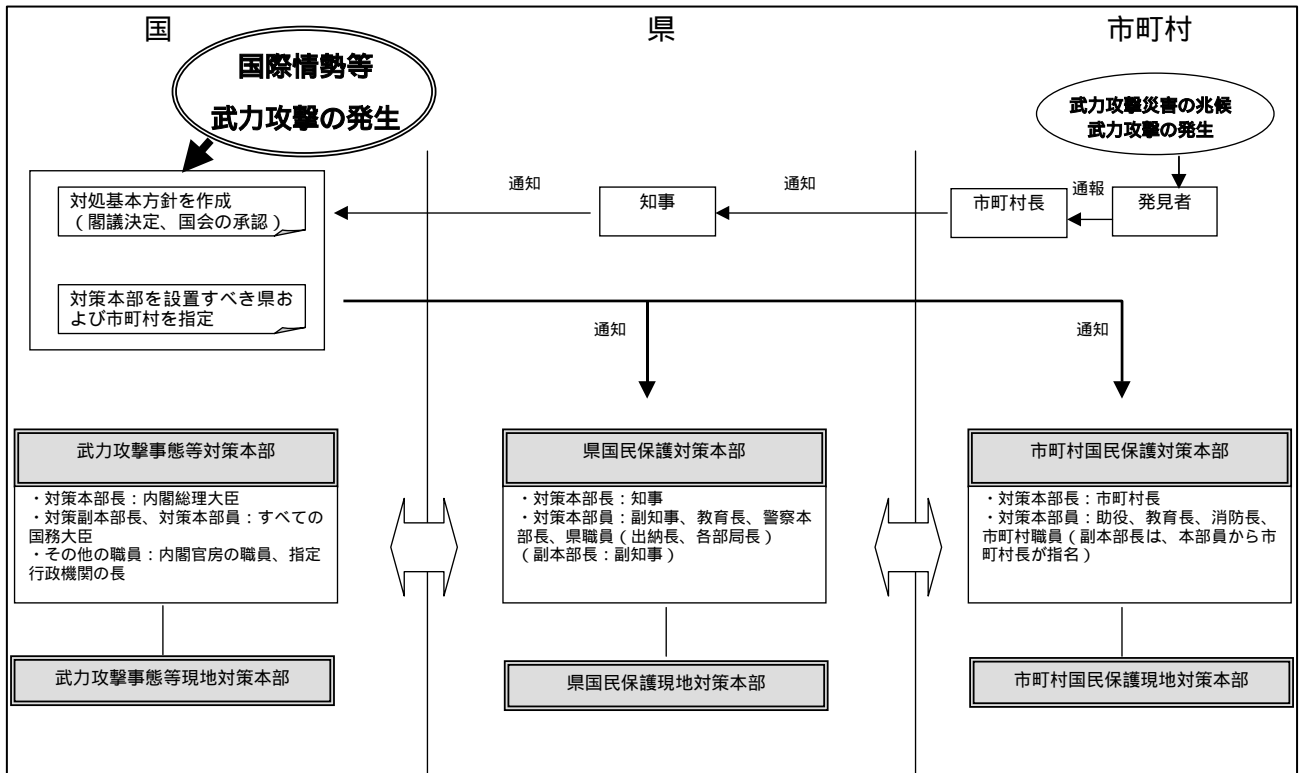 国
県
市町村
国際情勢等
武力攻撃の発生
武力攻撃災害の兆候
武力攻撃の発生
対処基本方針を作成
（閣議決定、国会の承認）
通知
知事
通知
市町村長
通報
発見者
対策本部を設置すべき県お
よび市町村を指定
通知
通知
武力攻撃事態等対策本部
・対策本部長：内閣総理大臣
・対策副本部長、対策本部員：すべての
国務大臣
・その他の職員：内閣官房の職員、指定
行政機関の長
県国民保護対策本部
・対策本部長：知事
・対策本部員：副知事、教育長、警察本
部長、県職員（出納長、各部局長）
（副本部長：副知事）
市町村国民保護対策本部
・対策本部長：市町村長
・対策本部員：助役、教育長、消防長、
市町村職員（副本部長は、本部員から市
町村長が指名）
武力攻撃事態等現地対策本部
県国民保護現地対策本部
市町村国民保護現地対策本部